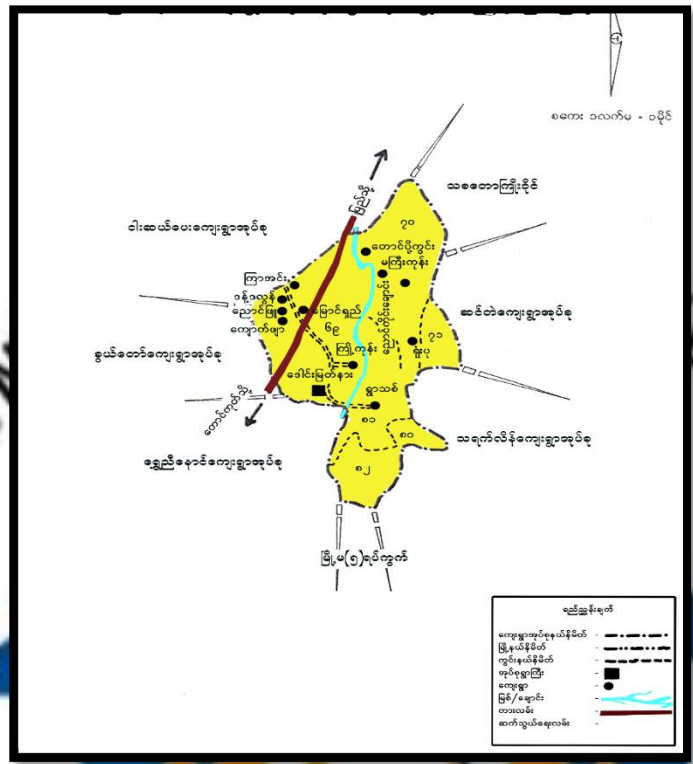 စကေး ၁လက်မ - ၁မိုင်
သစတောကြိုးဝိုင်
ပြည်သို့
ငါးဆယ်ပေးကျေးရွာအုပ်စု
၇၀
တောင်ပို့ကွင်း
မကြီးကုန်း
ကြာအင်း
ဒန့်ဒလွန်
ညောင်ဖြူ
မြောင်ရှည်
ကျောက်ဖျာ
၆၉
ဆင်တဲကျေးရွာအုပ်စု
၇၁
ရုံးပု
ကြို့ကုန်း
စွယ်တော်ကျေးရွာအုပ်စု
ဒေါင်းမြတ်နား
ရွာသစ်
တောင်ကုတ်သို့
၈၁
၈၀
သရက်လိန်ကျေးရွာအုပ်စု
ရွှေညီနောင်ကျေးရွာအုပ်စု
၈၂
မြို့မ(၅)ရပ်ကွက်
ရည်ညွှန်းချက်
ကျေးရွာအုပ်စုနယ်နိမိတ်
မြို့နယ်နိမိတ်
ကွင်းနယ်နိမိတ်
အုပ်စုရွာကြီး
ကျေးရွာ
မြစ်/ချောင်း
ကားလမ်း
ဆက်သွယ်ရေးလမ်း